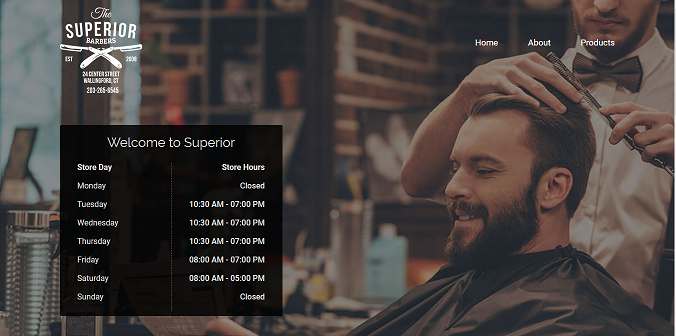 The
SUPERIOR
BARBERS
EST 2008
24 CENTER STREET
WALLINGFORD, CT
203-265-6545
Home About Products
Welcome to Superior
Store Day Store Hours
Monday Closed
Tuesday 10:30 AM - 07:00 PM
Wednesday 10:30 AM - 07:00 PM
Thursday 10:30 AM - 07:00 PM
Friday 08:00 AM - 07:00 PM
Saturday 08:00 AM - 05:00 PM
Sunday Closed